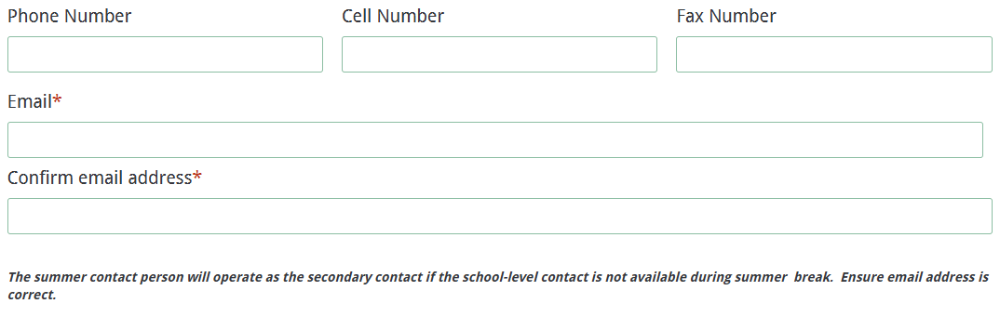 Phone Number Cell Number Fax Number
Email*
Confirm email address*
The summer contact person will operate as the secondary contact if the school-level contact is not available during summer  break.  Ensure email address is
correct.